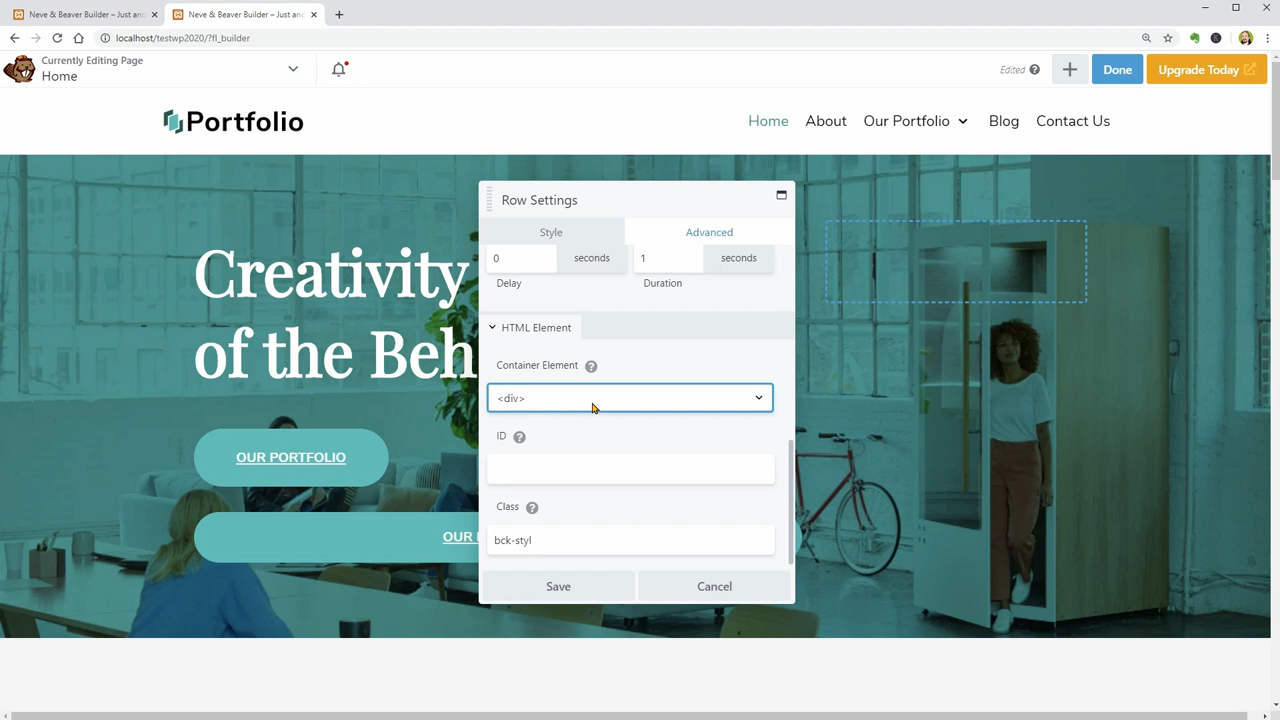 Neve & Beaver Builder – Just ano
Neve & Beaver Builder – Just ano
localhost/testwp2020/?fl_builder
Currently Editing Page
Home
Edited
Done
Upgrade Today
Portfolio
Home
About
Our Portfolio
Blog
Contact Us
Row Settings
Style
Advanced
0
seconds
1
seconds
Delay
Duration
HTML Element
Container Element
<div>
ID
Class
bck-styl
Save
Cancel
Creativity
of the Beh
OUR PORTFOLIO
OUR